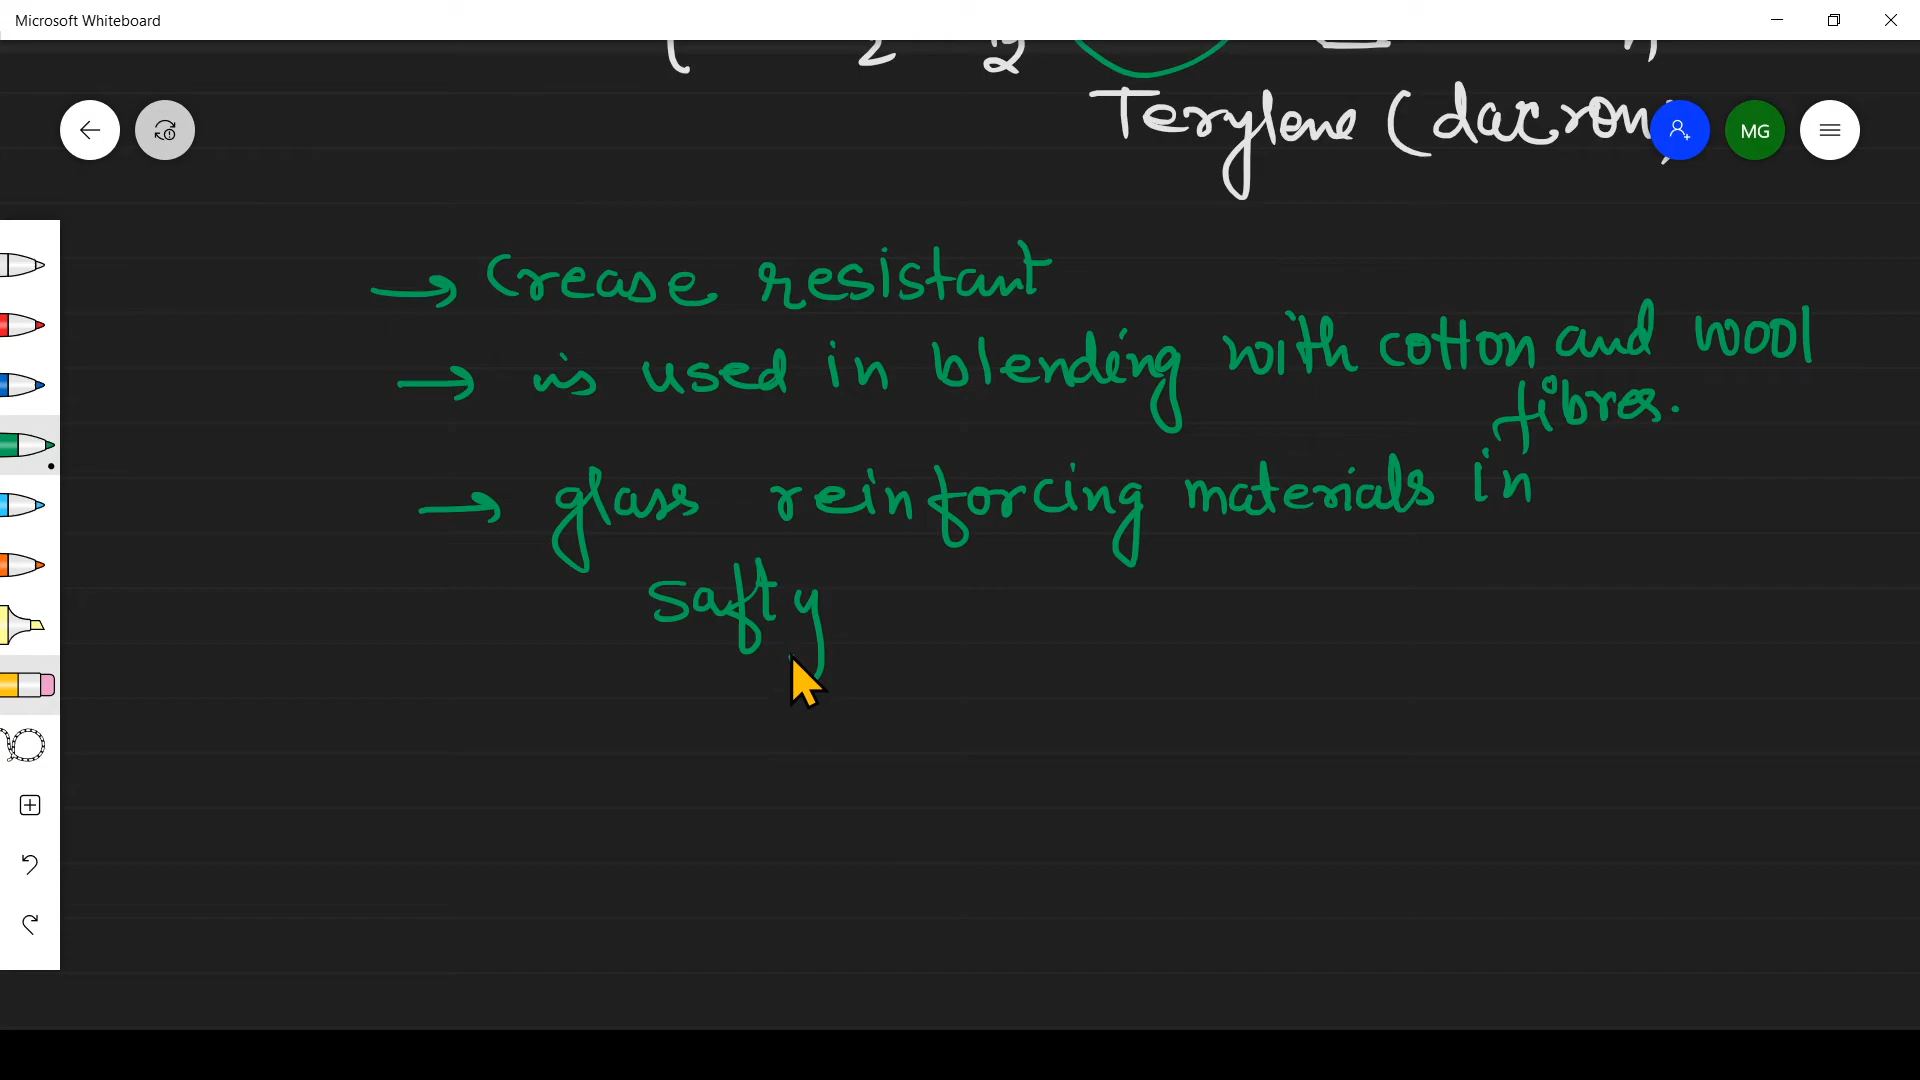 Microsoft Whiteboard
Terylene (dacron)
MG
→ Crease resistant
→ is used in blending with cotton and wool
fibres.
→ glass reinforcing materials in
safty